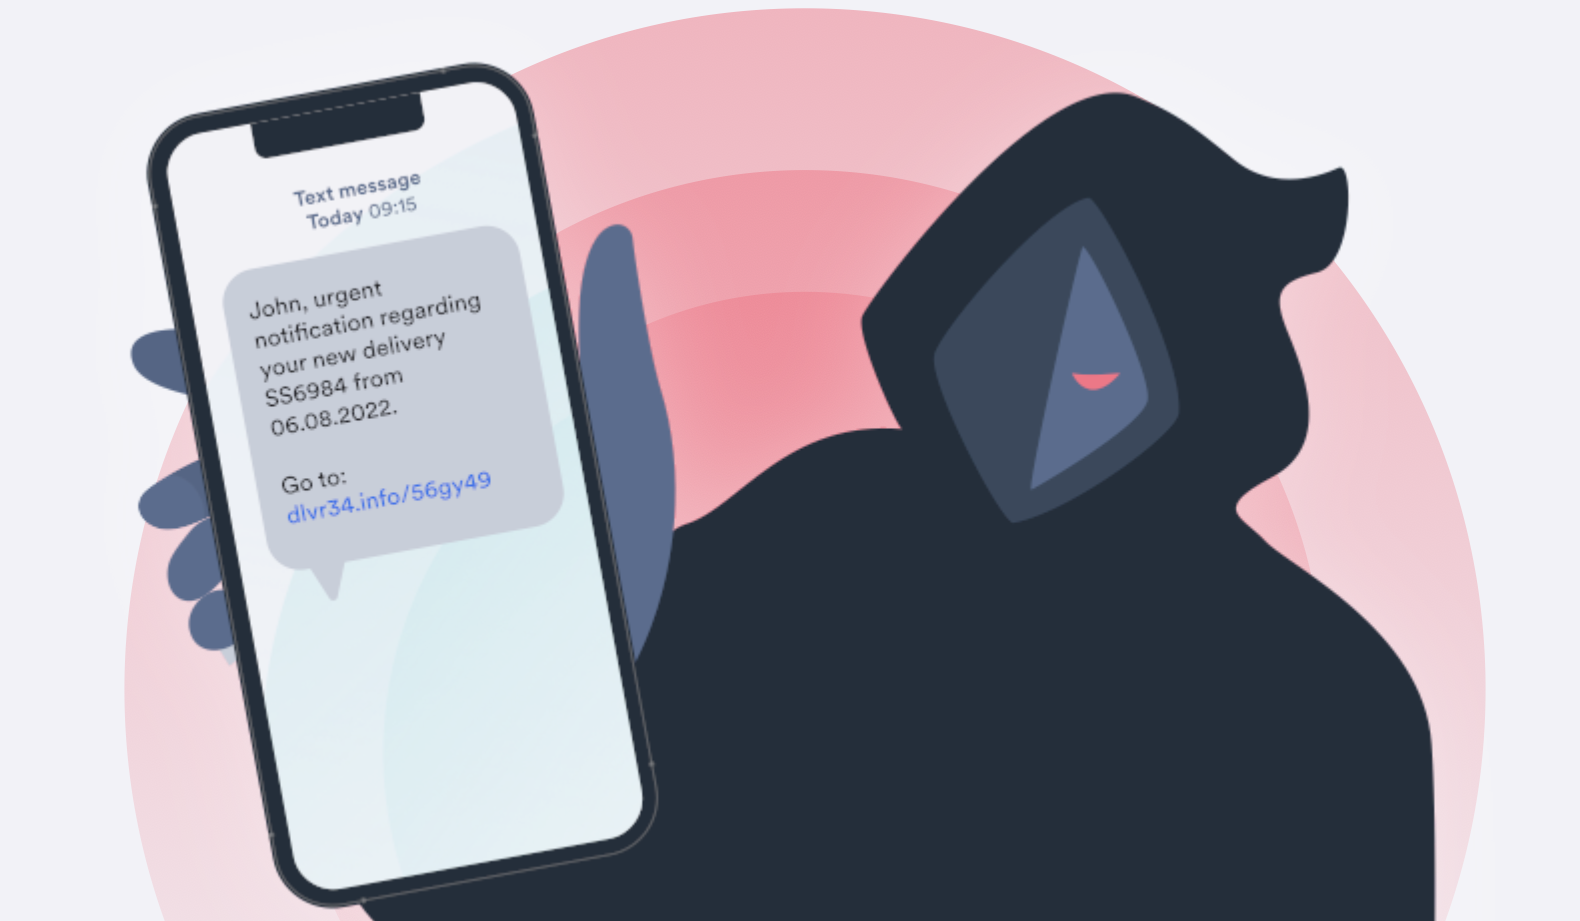 Text message
Today 09:15
John, urgent
notification regarding
your new delivery
SS6984 from
06.08.2022.
Go to:
dlvr34.info/56gy49